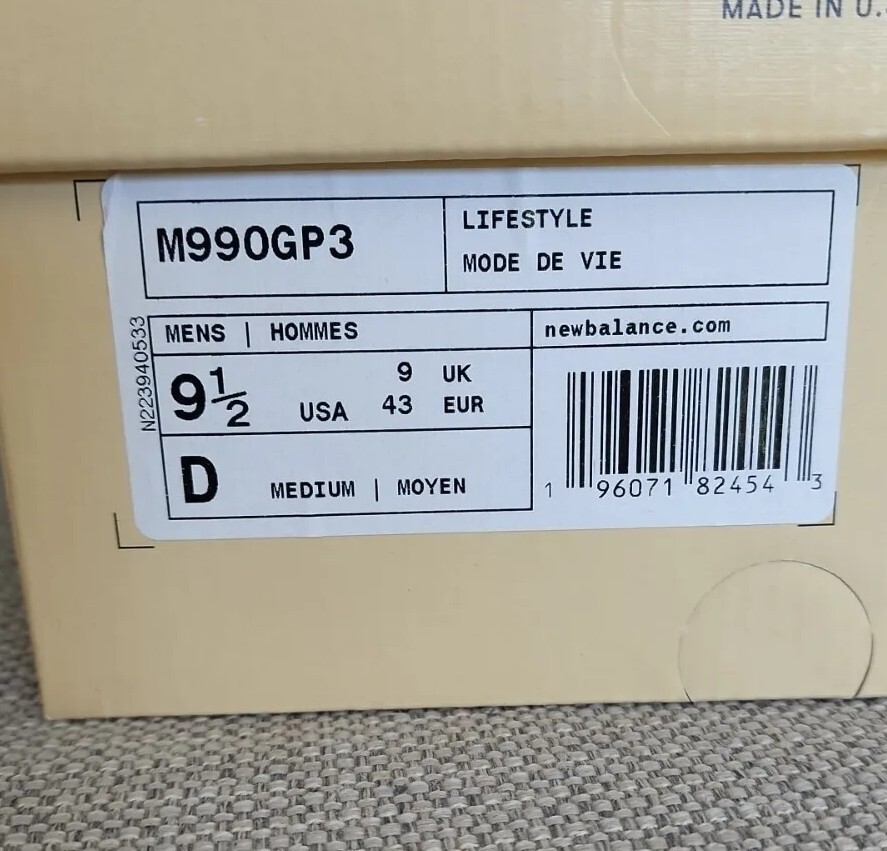 MADE IN U.
M990GP3
LIFESTYLE
MODE DE VIE
N223940533
MENS | HOMMES
newbalance.com
9½ USA
9 UK
43 EUR
D
MEDIUM | MOYEN
1 96071 82454 3